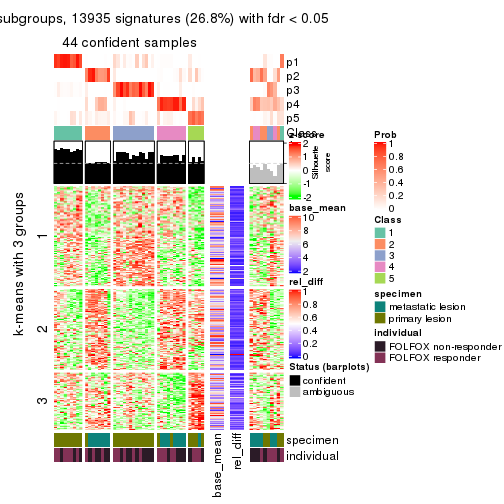 subgroups, 13935 signatures (26.8%) with fdr < 0.05
44 confident samples
p1
p2
p3
p4
p5
Class
Silhouette
score
1
2
3
k-means with 3 groups
specimen
individual
base_mean
rel_diff
z-score
2
1
0
-1
-2
base_mean
10
8
6
4
2
rel_diff
1
0.8
0.6
0.4
0.2
0
Status (barplots)
confident
ambiguous
Prob
1
0.8
0.6
0.4
0.2
0
Class
1
2
3
4
5
specimen
metastatic lesion
primary lesion
individual
FOLFOX non-responder
FOLFOX responder